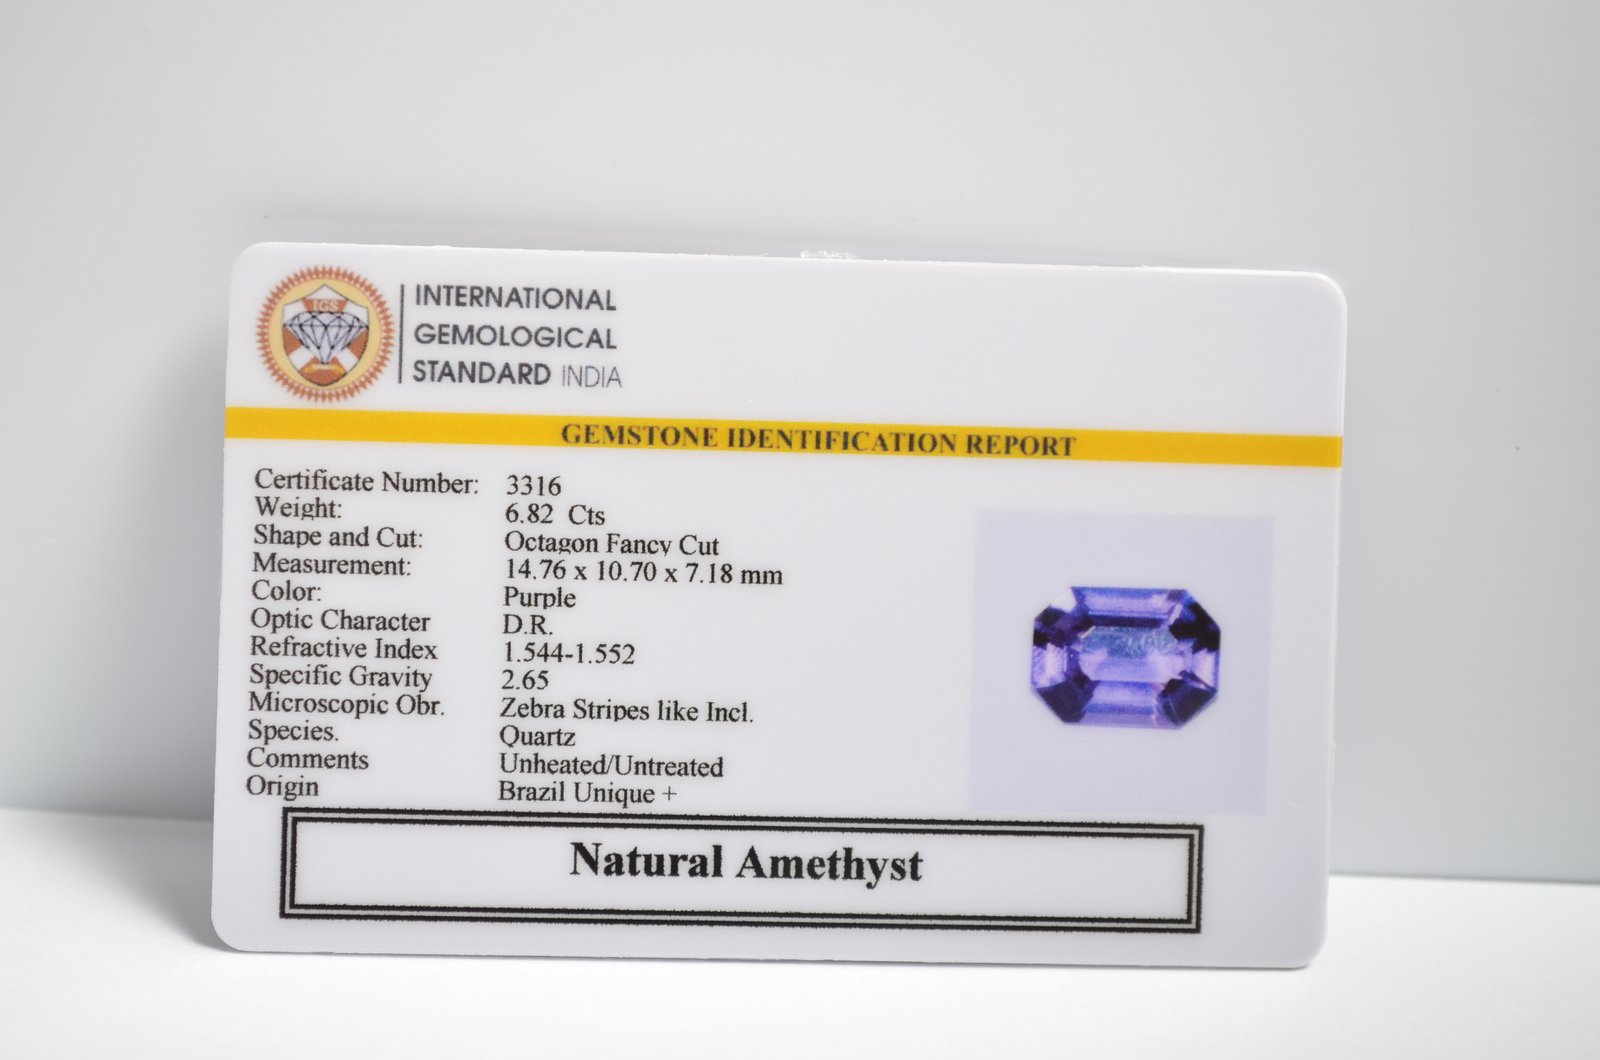 IGS
INTERNATIONAL
GEMOLOGICAL
STANDARD INDIA
GEMSTONE IDENTIFICATION REPORT
Certificate Number: 3316
Weight: 6.82 Cts
Shape and Cut: Octagon Fancy Cut
Measurement: 14.76 x 10.70 x 7.18 mm
Color: Purple
Optic Character D.R.
Refractive Index 1.544-1.552
Specific Gravity 2.65
Microscopic Obr. Zebra Stripes like Incl.
Species. Quartz
Comments Unheated/Untreated
Origin Brazil Unique +
Natural Amethyst